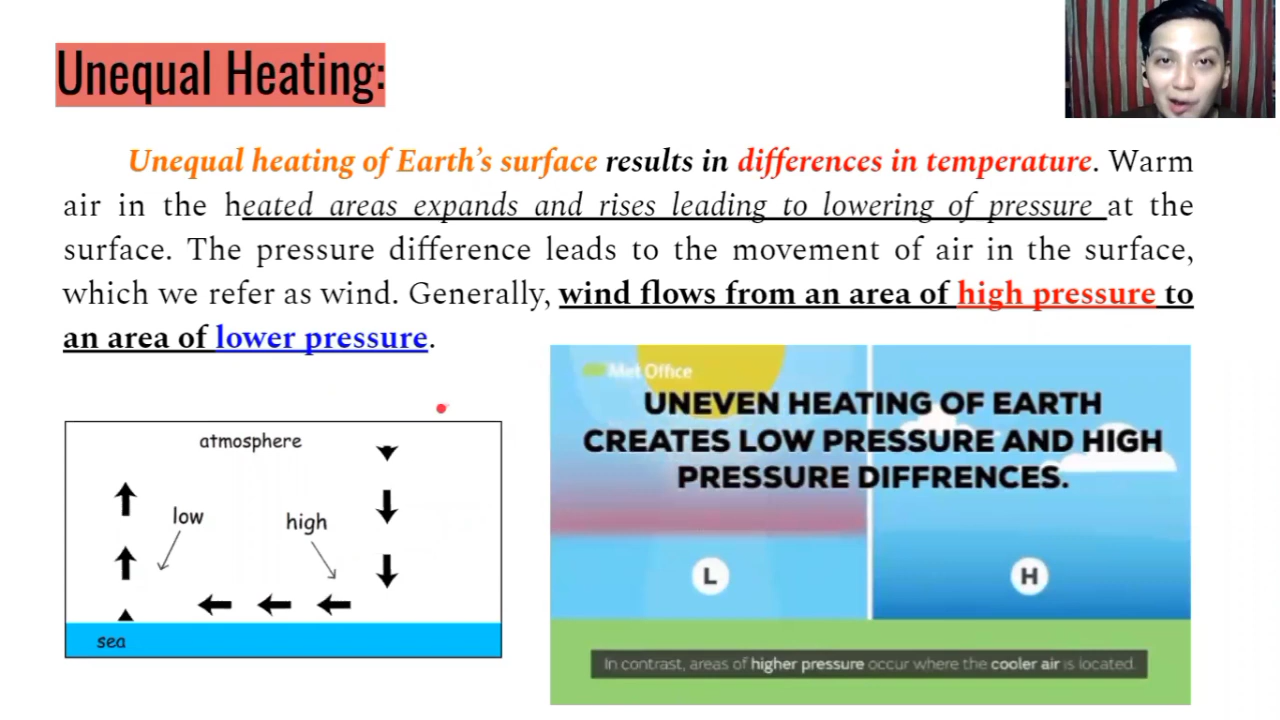 Unequal Heating:
Unequal heating of Earth’s surface results in differences in temperature. Warm
air in the heated areas expands and rises leading to lowering of pressure at the
surface. The pressure difference leads to the movement of air in the surface,
which we refer as wind. Generally, wind flows from an area of high pressure to
an area of lower pressure.
atmosphere
low
high
sea
Met Office
UNEVEN HEATING OF EARTH
CREATES LOW PRESSURE AND HIGH
PRESSURE DIFFRENCES.
L
H
In contrast, areas of higher pressure occur where the cooler air is located.